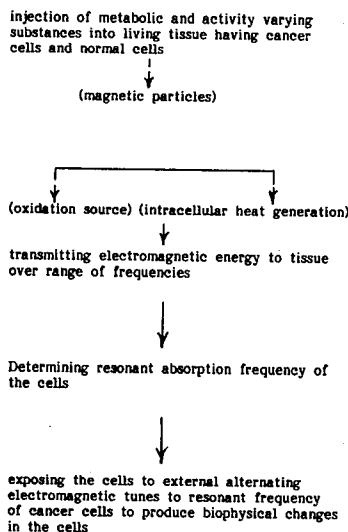 injection of metabolic and activity varying
substances into living tissue having cancer
cells and normal cells
(magnetic particles)
(oxidation source) (intracellular heat generation)
transmitting electromagnetic energy to tissue
over range of frequencies
Determining resonant absorption frequency of
the cells
exposing the cells to external alternating
electromagnetic tunes to resonant frequency
of cancer cells to produce biophysical changes
in the cells